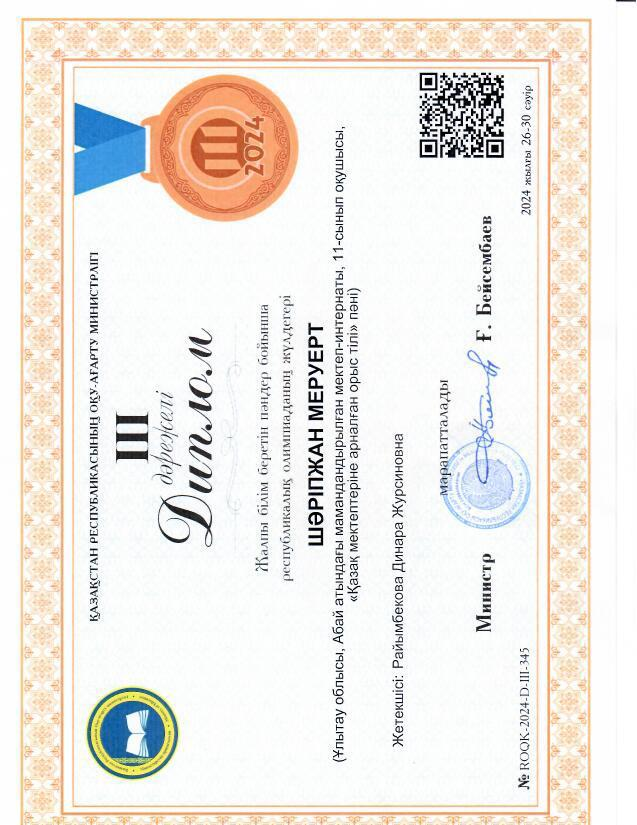 ҚАЗАҚСТАН РЕСПУБЛИКАСЫНЫҢ ОҚУ-АҒАРТУ МИНИСТРЛІГІ
III
2024
III
дәрежелі
Диплом
Жалпы білім беретін пәндер бойынша
республикалық олимпиаданың жүлдегері
ШӘРІПЖАН МЕРУЕРТ
(Ұлытау облысы, Абай атындағы мамандандырылған мектеп-интернаты, 11-сынып оқушысы,
«Қазақ мектептеріне арналған орыс тілі» пәні)
Жетекшісі: Райымбекова Динара Журсиновна
марапатталады
Министр Ғ. Бейсембаев
№ ROQK-2024-D-III-345
2024 жылғы 26-30 сәуір